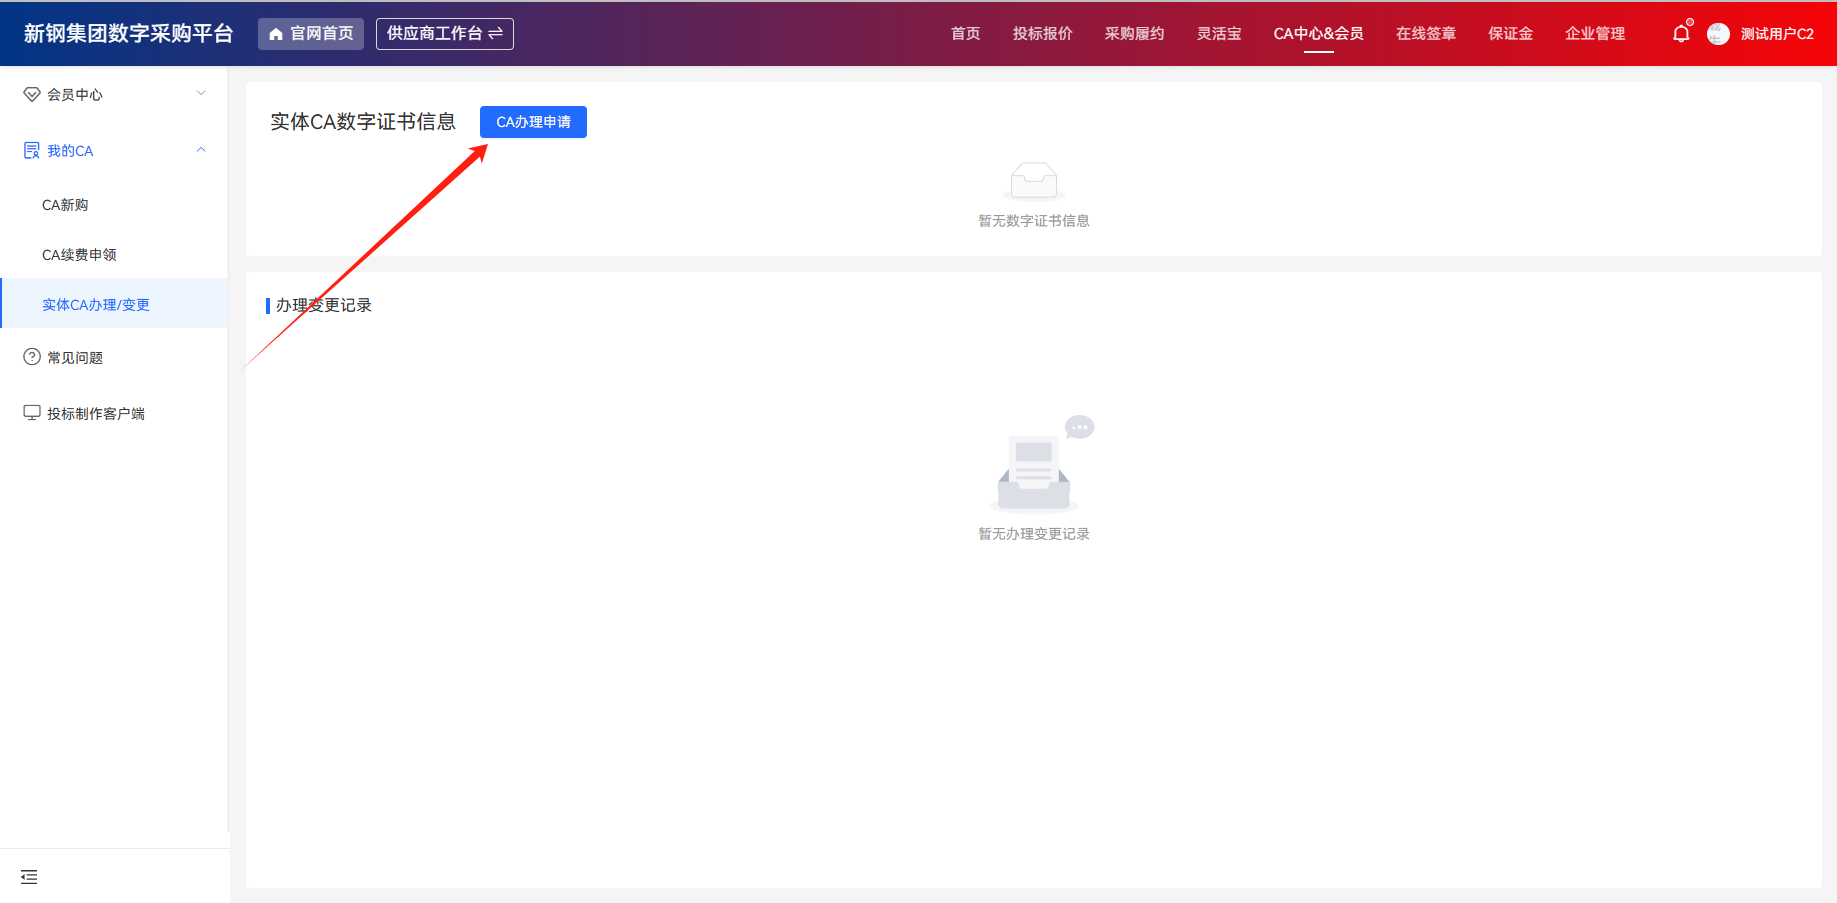 新钢集团数字采购平台 官网首页 供应商工作台 首页 投标报价 采购履约 灵活宝 CA中心&会员 在线签章 保证金 企业管理 测试用户C2
会员中心
我的CA
CA新购
CA续费申领
实体CA办理/变更
常见问题
投标制作客户端
实体CA数字证书信息 CA办理申请
暂无数字证书信息
办理变更记录
暂无办理变更记录